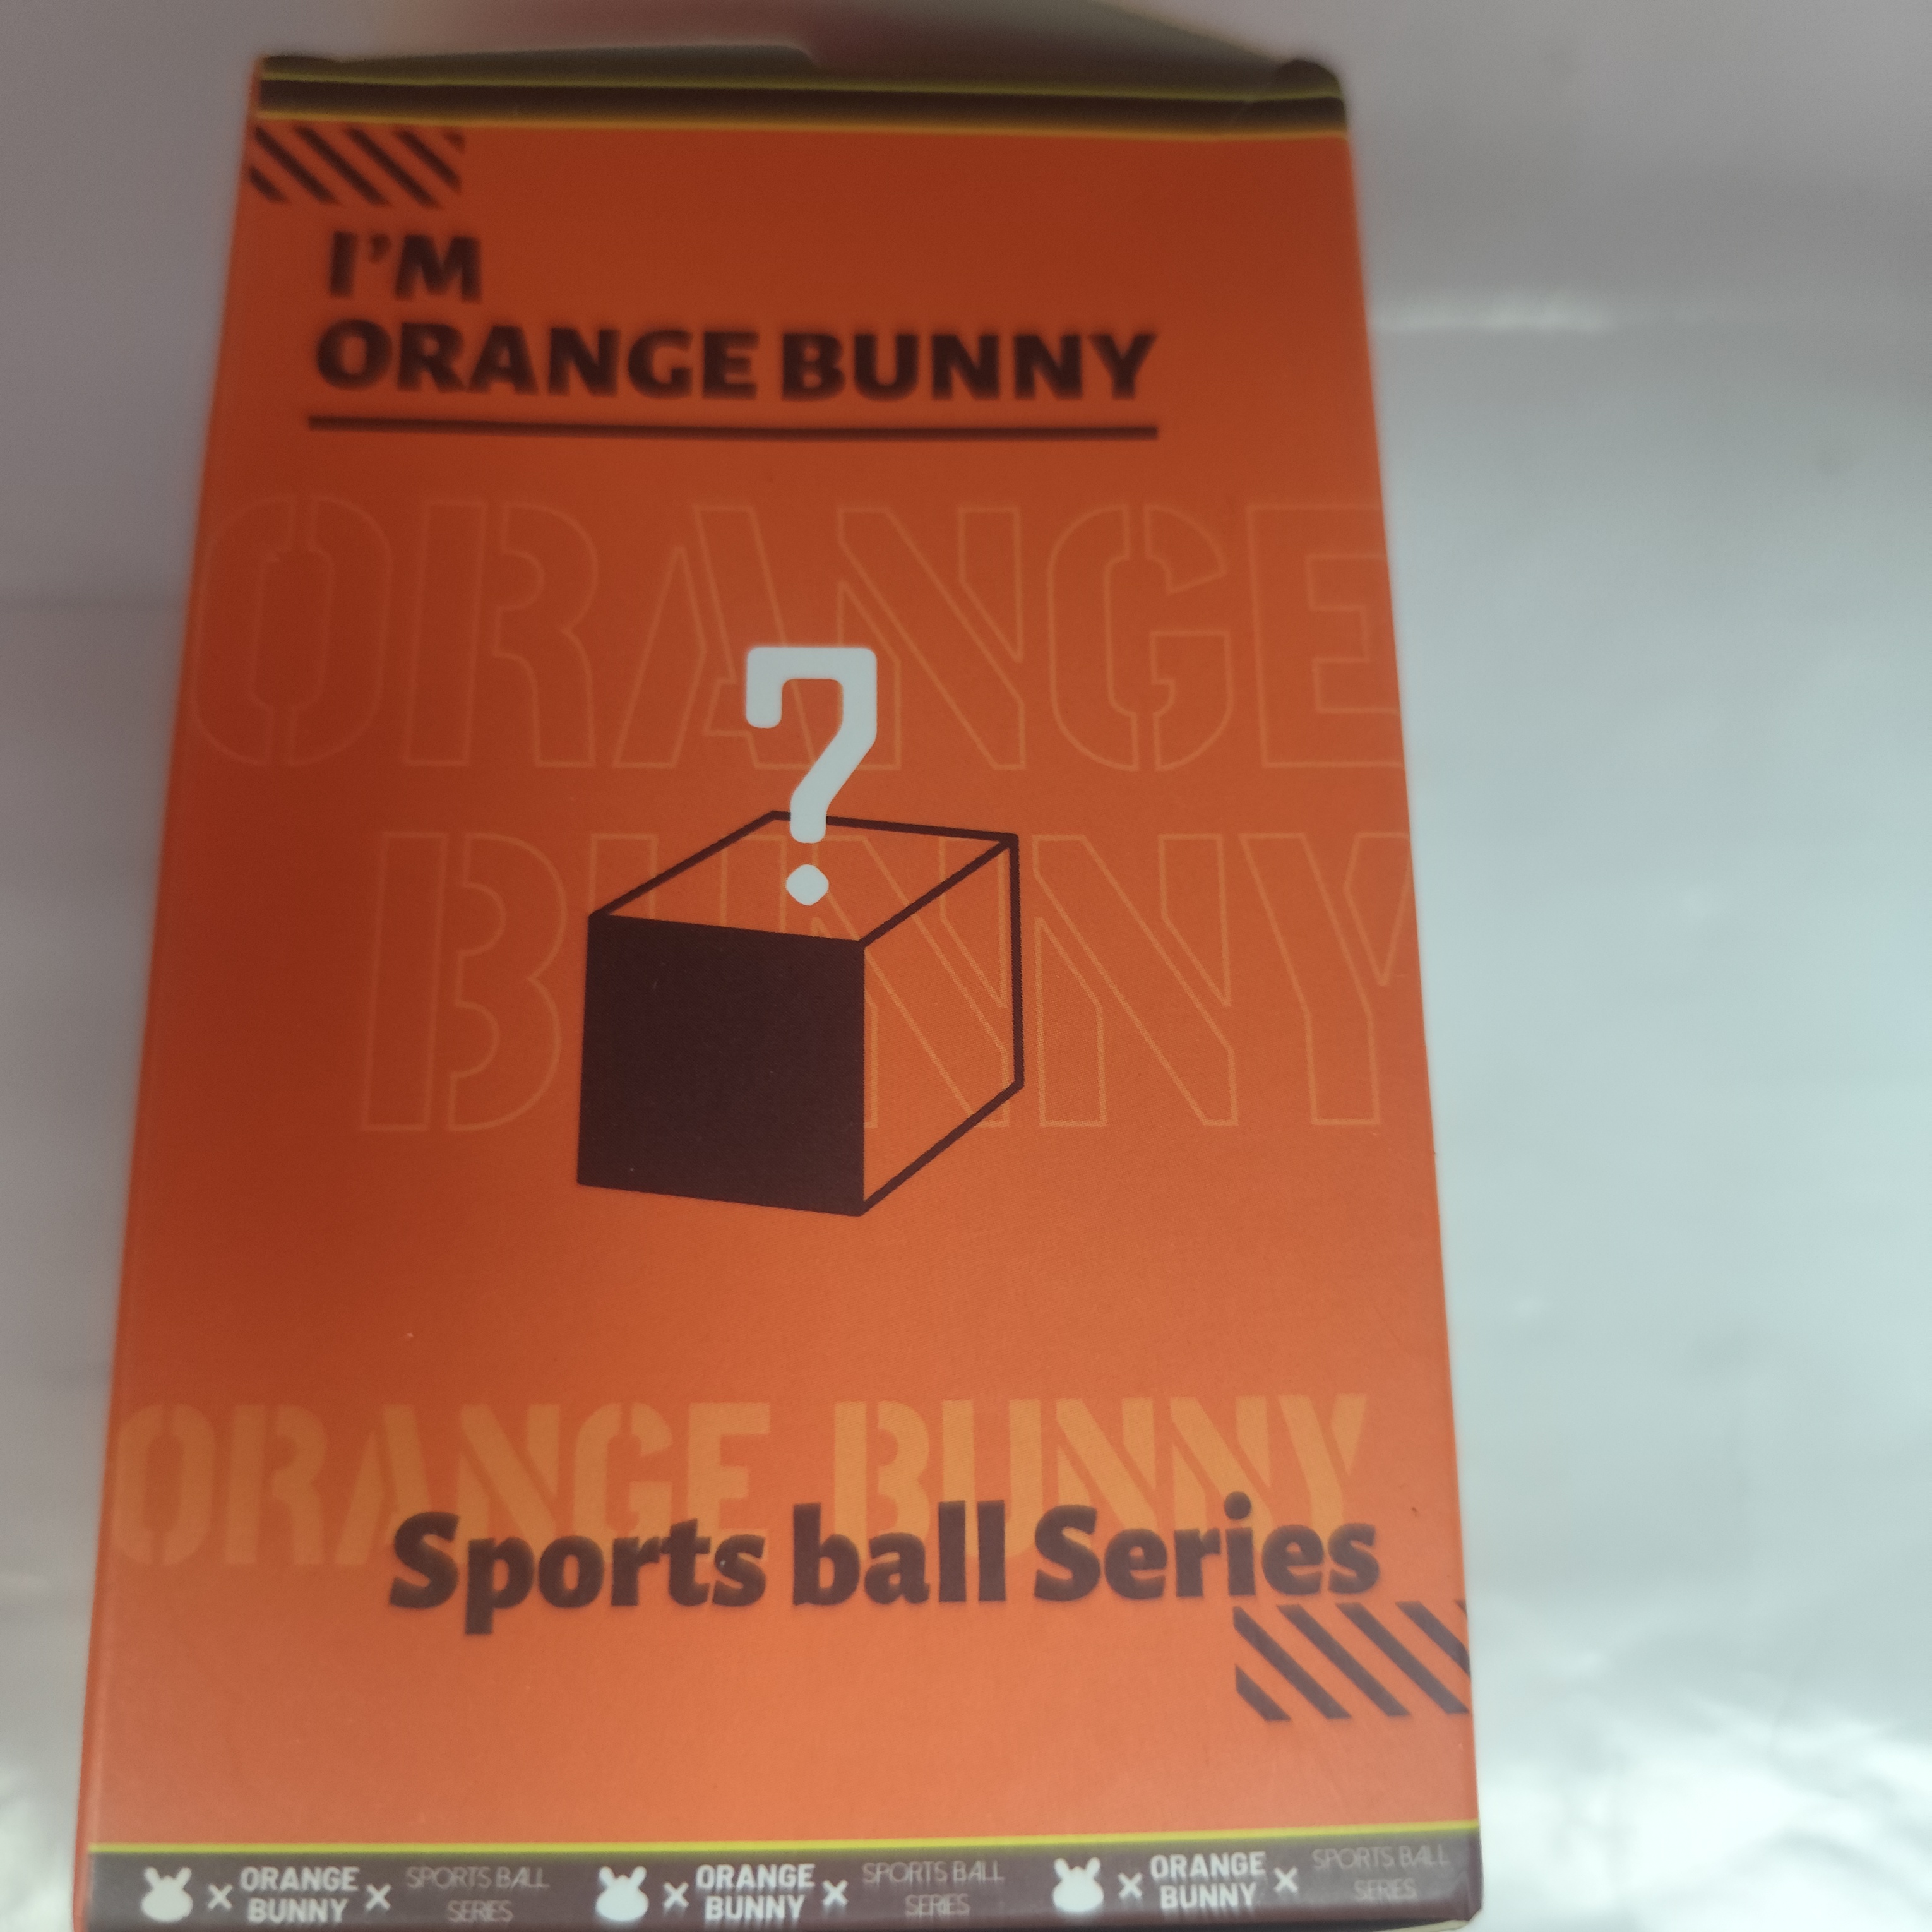 I'M
ORANGE BUNNY
ORANGE
?
BUNNY
ORANGE BUNNY
Sports ball Series
× ORANGE BUNNY × SPORTS BALL SERIES × ORANGE BUNNY × SPORTS BALL SERIES × ORANGE BUNNY × SPORTS BALL SERIES